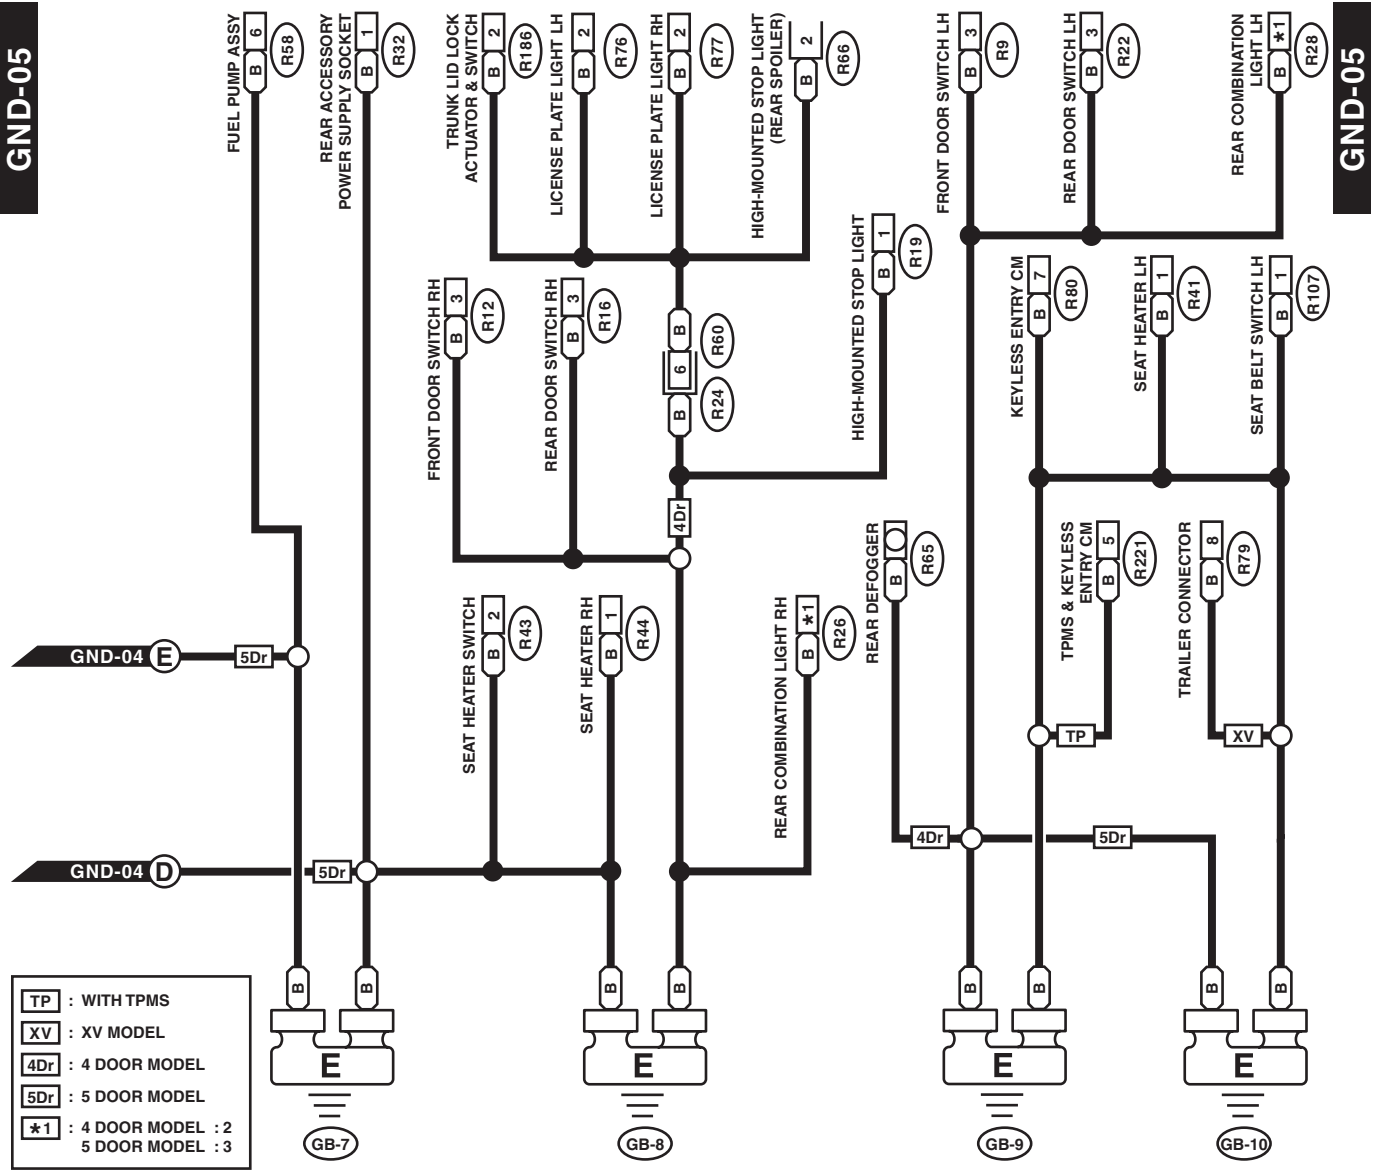 GND-05
GND-05
FUEL PUMP ASSY
6
B
R58
REAR ACCESSORY
POWER SUPPLY SOCKET
1
B
R32
TRUNK LID LOCK
ACTUATOR & SWITCH
2
B
R186
LICENSE PLATE LIGHT LH
2
B
R76
LICENSE PLATE LIGHT RH
2
B
R77
HIGH-MOUNTED STOP LIGHT
(REAR SPOILER)
2
B
R66
FRONT DOOR SWITCH LH
3
B
R9
REAR DOOR SWITCH LH
3
B
R22
REAR COMBINATION
LIGHT LH
*1
B
R28
FRONT DOOR SWITCH RH
3
B
R12
REAR DOOR SWITCH RH
3
B
R16
B
R60
6
B
R24
HIGH-MOUNTED STOP LIGHT
1
B
R19
KEYLESS ENTRY CM
7
B
R80
SEAT HEATER LH
1
B
R41
SEAT BELT SWITCH LH
1
B
R107
4Dr
REAR DEFOGGER
B
R65
TPMS & KEYLESS
ENTRY CM
5
B
R221
TRAILER CONNECTOR
8
B
R79
SEAT HEATER SWITCH
2
B
R43
SEAT HEATER RH
1
B
R44
REAR COMBINATION LIGHT RH
*1
B
R26
GND-04 E
5Dr
TP
XV
4Dr
5Dr
GND-04 D
5Dr
B
B
B
B
B
B
B
B
E
E
E
E
GB-7
GB-8
GB-9
GB-10
TP : WITH TPMS
XV : XV MODEL
4Dr : 4 DOOR MODEL
5Dr : 5 DOOR MODEL
*1 : 4 DOOR MODEL : 2
5 DOOR MODEL : 3